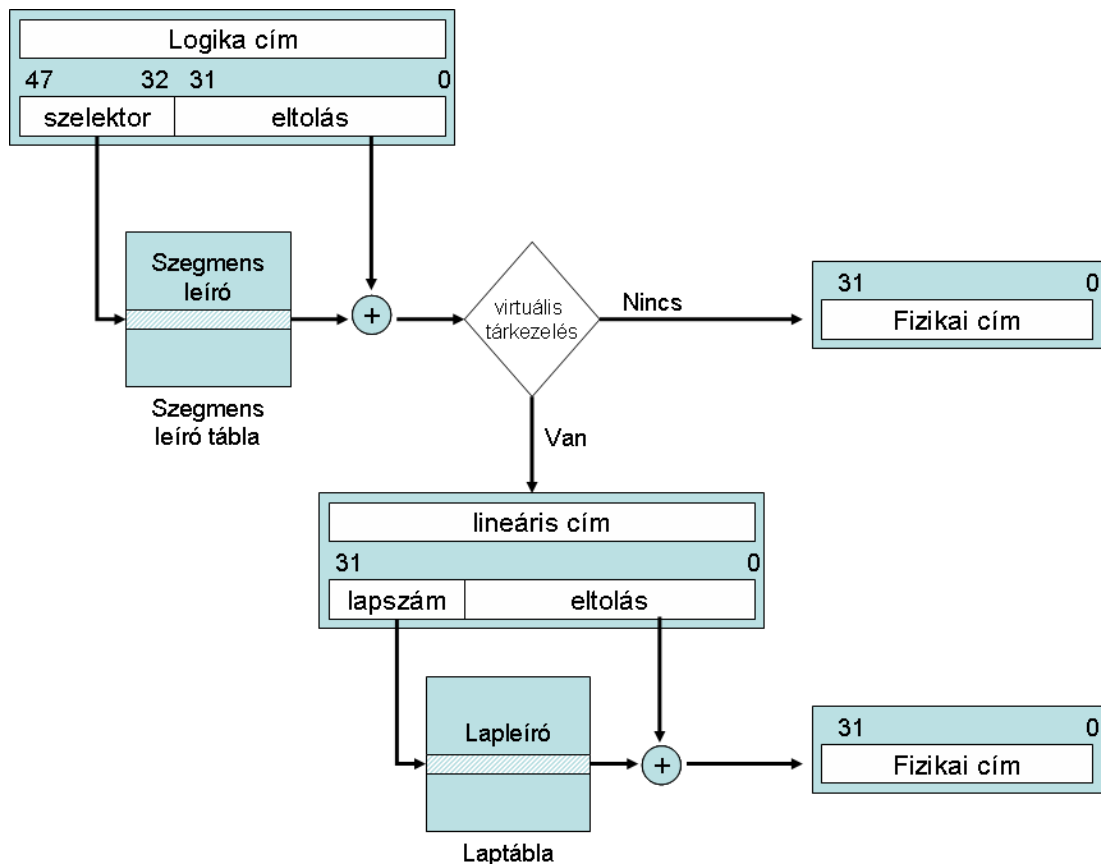 Logika cím
47 32 31 0
szelektor eltolás
Szegmens
leíró
+
virtuális
tárkezelés
Nincs
31 0
Fizikai cím
Szegmens
leíró tábla
Van
lineáris cím
31 0
lapszám eltolás
Lapleíró
+
31 0
Fizikai cím
Laptábla